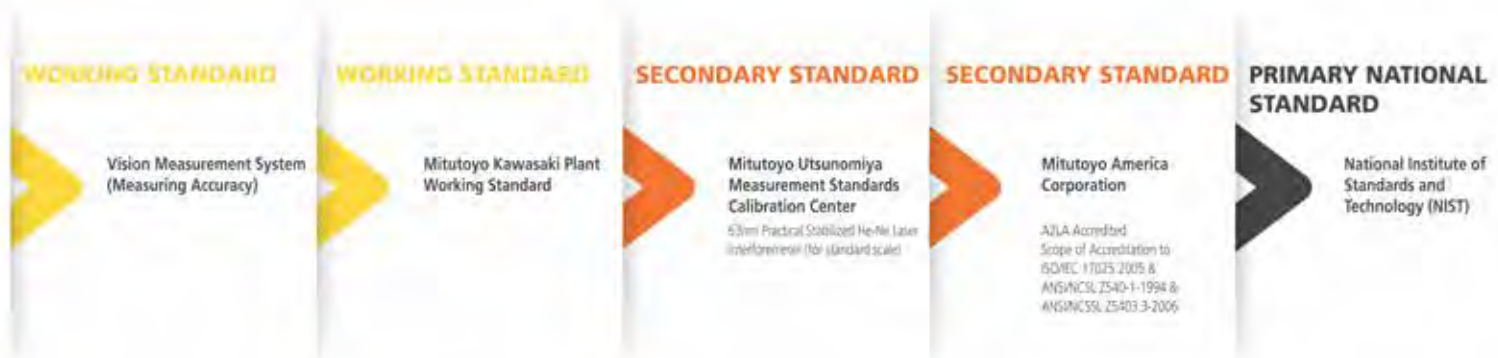 WORKING STANDARD
Vision Measurement System
(Measuring Accuracy)
WORKING STANDARD
Mitutoyo Kawasaki Plant
Working Standard
SECONDARY STANDARD
Mitutoyo Utsunomiya
Measurement Standards
Calibration Center
Practical Stabilized He-Ne Laser
Interferometer (for standard scale)
SECONDARY STANDARD
Mitutoyo America
Corporation
A2LA Accredited
Scope of Accreditation to
ISO/IEC 17025 2005 &
ANSI/NCSL Z540-1-1994 &
ANSI/NCSSL Z5403.3-2006
PRIMARY NATIONAL
STANDARD
National Institute of
Standards and
Technology (NIST)